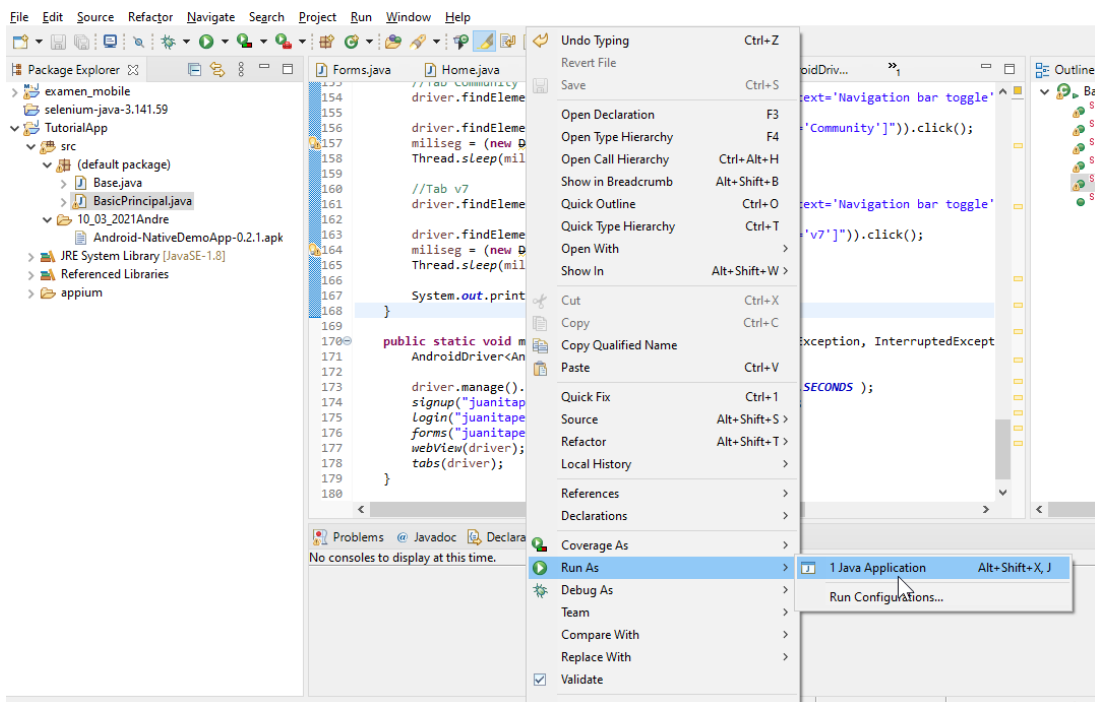 File Edit Source Refactor Navigate Search Project Run Window Help
Package Explorer
examen_mobile
selenium-java-3.141.59
TutorialApp
src
(default package)
Base.java
BasicPrincipal.java
10_03_2021Andre
Android-NativeDemoApp-0.2.1.apk
JRE System Library [JavaSE-1.8]
Referenced Libraries
appium
Forms.java Home.java oidDriv... »1
154 driver.findEleme text='Navigation bar toggle'
155
156 driver.findEleme 'Community']")).click();
157 miliseg = (new D
158 Thread.sleep(mil
159
160 //Tab v7
161 driver.findEleme ext='Navigation bar toggle'
162
163 driver.findEleme 'v7']")).click();
164 miliseg = (new D
165 Thread.sleep(mil
166
167 System.out.print
168 }
169
170 public static void m xception, InterruptedExcept
171 AndroidDriver<An
172
173 driver.manage(). SECONDS );
174 signup("juanitap
175 login("juanitape
176 forms("juanitape
177 webView(driver);
178 tabs(driver);
179 }
180
Outline
Ba
Problems Javadoc Declara
No consoles to display at this time.
Undo Typing Ctrl+Z
Revert File
Save Ctrl+S
Open Declaration F3
Open Type Hierarchy F4
Open Call Hierarchy Ctrl+Alt+H
Show in Breadcrumb Alt+Shift+B
Quick Outline Ctrl+O
Quick Type Hierarchy Ctrl+T
Open With >
Show In Alt+Shift+W >
Cut Ctrl+X
Copy Ctrl+C
Copy Qualified Name
Paste Ctrl+V
Quick Fix Ctrl+1
Source Alt+Shift+S >
Refactor Alt+Shift+T >
Local History >
References >
Declarations >
Coverage As >
Run As >
Debug As >
Team >
Compare With >
Replace With >
Validate
1 Java Application Alt+Shift+X, J
Run Configurations...